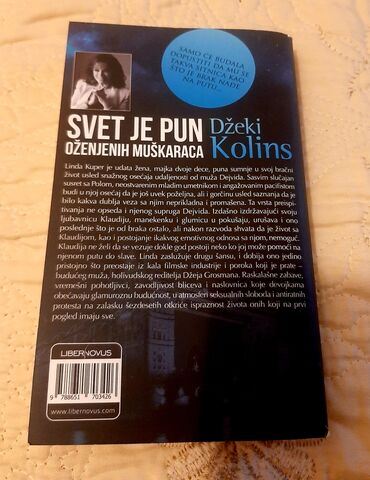 SAMO ĆE BUDALA
DOPUSTITI DA MU SE
TAKVA SITNICA KAO
ŠTO JE BRAK NAĐE
NA PUTU...
SVET JE PUN
OŽENJENIH MUŠKARACA
Džeki
Kolins
Linda Kuper je udata žena, majka dvoje dece, puna sumnje u svoj bračni
život usled snažnog osećaja udaljenosti od muža Dejvida. Sasvim slučajan
susret sa Polom, neostvarenim mladim umetnikom i angažovanim pacifistom
budi u njoj osećaj da je još uvek poželjna, ali i gorčinu usled saznanja da je
bilo kakva dublja veza sa njim neprikladna i promašena. Ta vrsta preispi-
tivanja ne opseda i njenog supruga Dejvida. Izdašno izdržavajući svoju
ljubavnicu Klaudiju, manekenku i glumicu u pokušaju, urušava i ono
poslednje što je od braka ostalo, ali nakon razvoda shvata da je život sa
Klaudijom, kao i postojanje ikakvog emotivnog odnosa sa njom, nemoguć.
Klaudija ne želi da se vezuje dokle god postoji neko ko joj može pomoći na
njenom putu do slave. Linda zaslužuje drugu šansu, i dobija ono jedino
pristojno što preostaje iz kala filmske industrije i poroka koji je prate –
budućeg muža, holivudskog reditelja Džeja Grosmana. Raskalašne zabave,
vremešni pohotljivci, zavodljivost bliceva i naslovnica koje devojkama
obećavaju glamuroznu budućnost, u atmosferi seksualnih sloboda i antiratnih
protesta na zalasku šezdesetih otkriće ispraznost života onih koji na prvi
pogled imaju sve.
LIBERNOVUS
9 788651 703426
www.libernovus.com